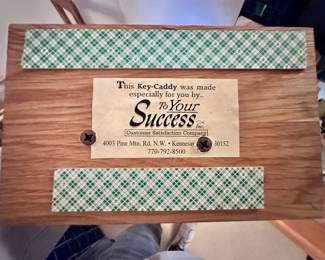 This Key-Caddy was made
especially for you by...
To Your
Success
Inc.
Customer Satisfaction Company
4003 Pine Mtn. Rd, N.W. • Kennesaw 30152
770-792-8500